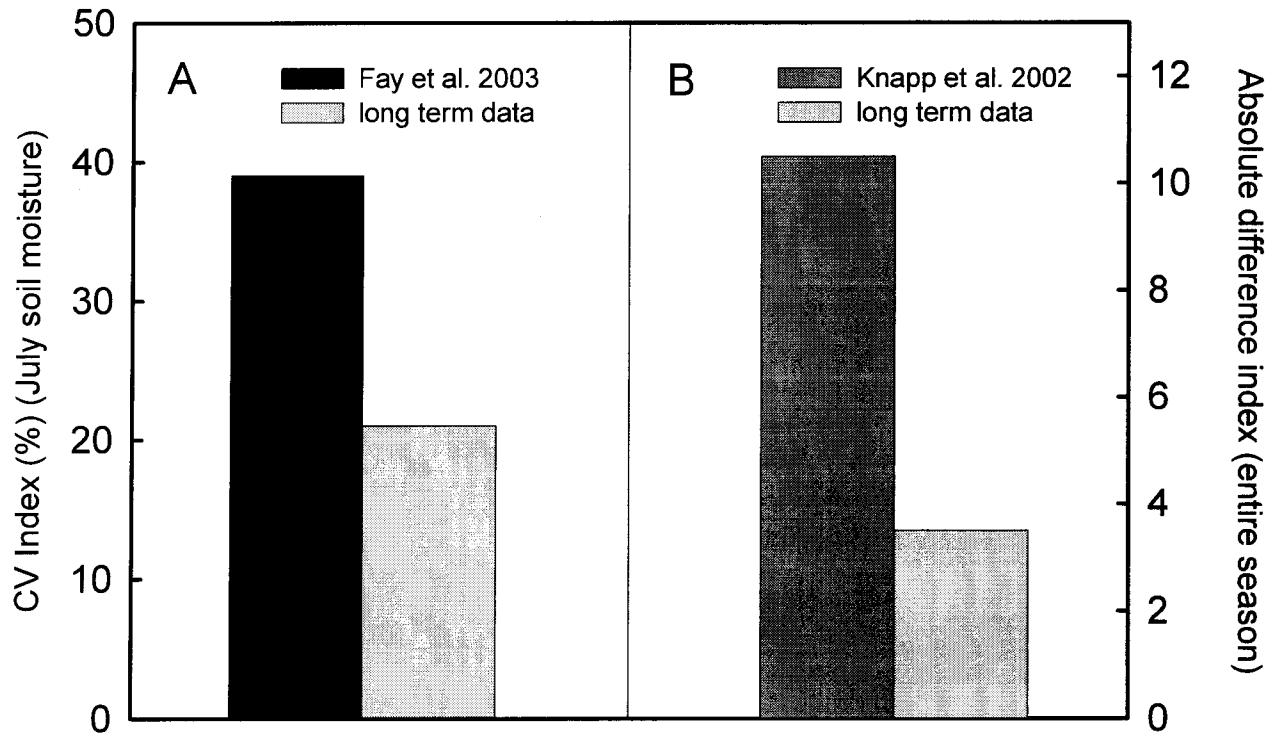 CV Index (%) (July soil moisture)
50
40
30
20
10
0
A
Fay et al. 2003
long term data
B
Knapp et al. 2002
long term data
12
10
8
6
4
2
0
Absolute difference index (entire season)